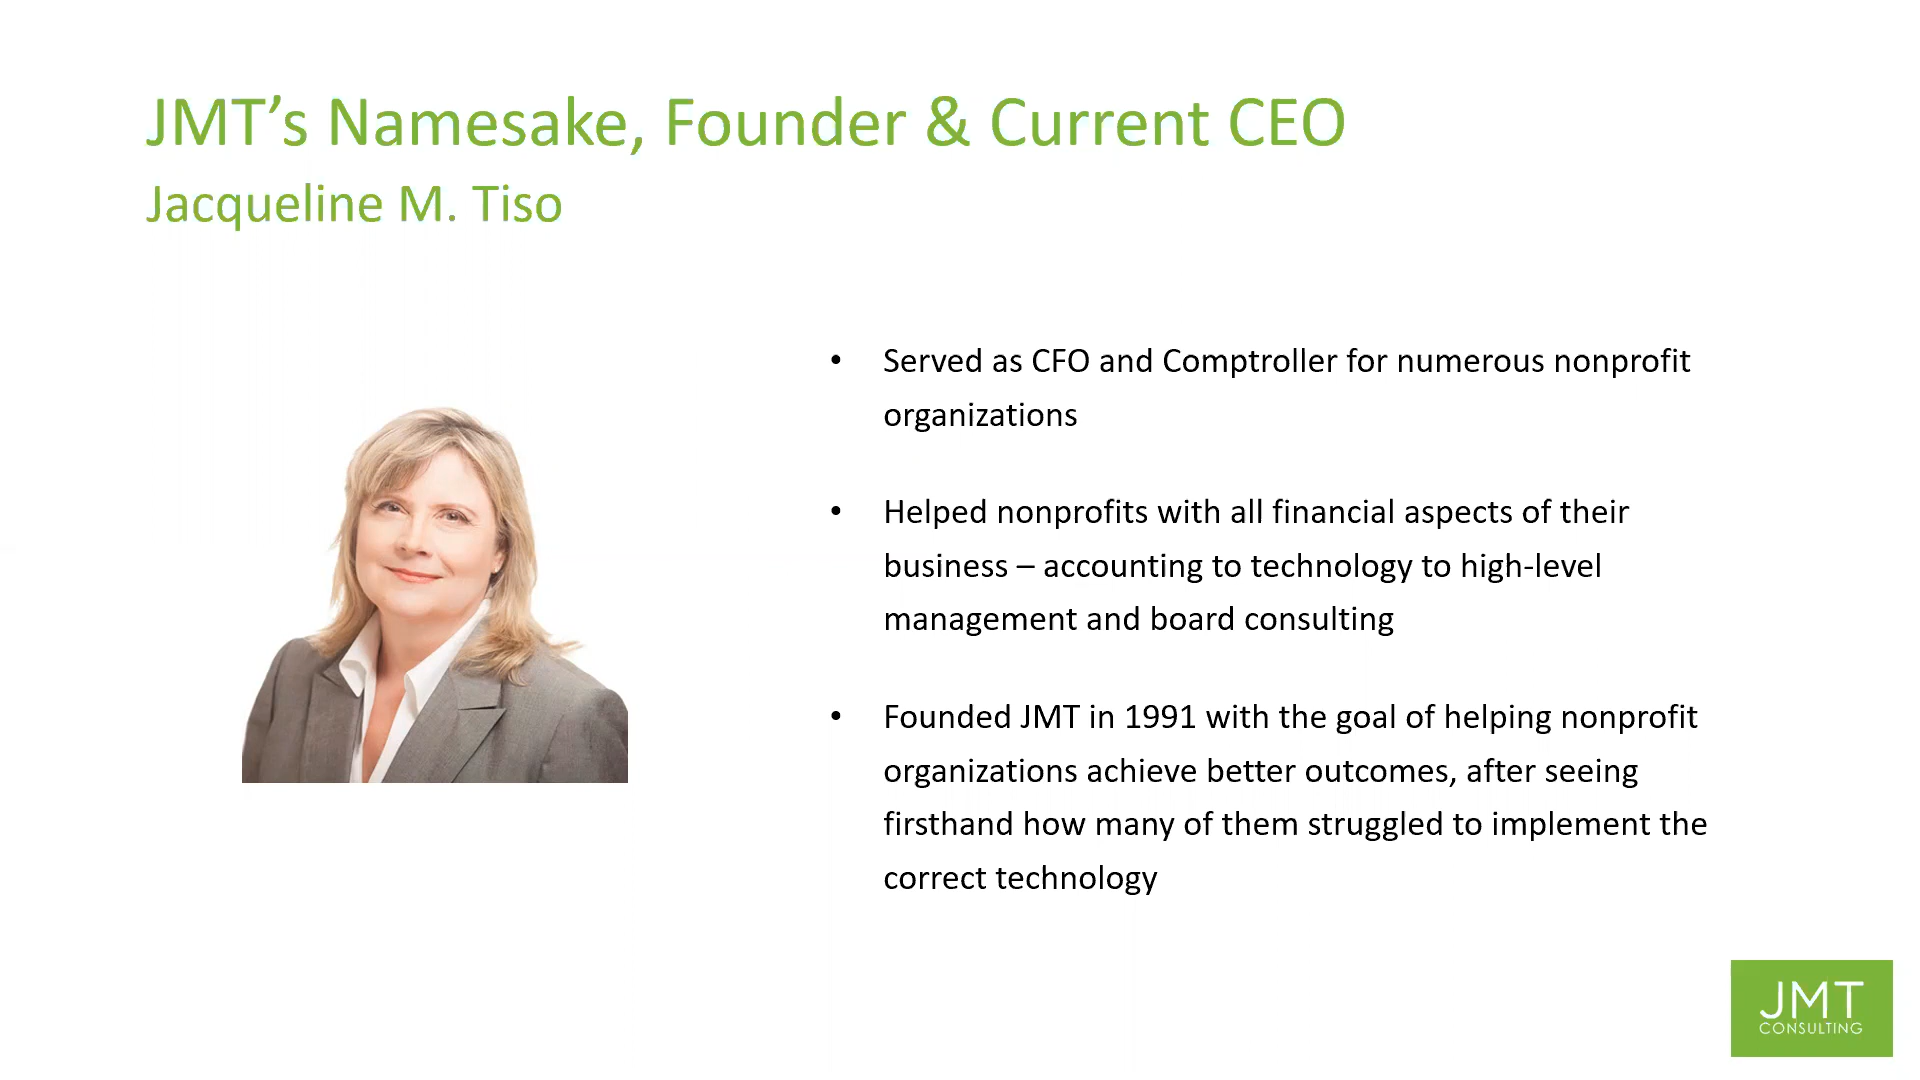 JMT’s Namesake, Founder & Current CEO
Jacqueline M. Tiso
• Served as CFO and Comptroller for numerous nonprofit
organizations
• Helped nonprofits with all financial aspects of their
business – accounting to technology to high-level
management and board consulting
• Founded JMT in 1991 with the goal of helping nonprofit
organizations achieve better outcomes, after seeing
firsthand how many of them struggled to implement the
correct technology
JMT
CONSULTING